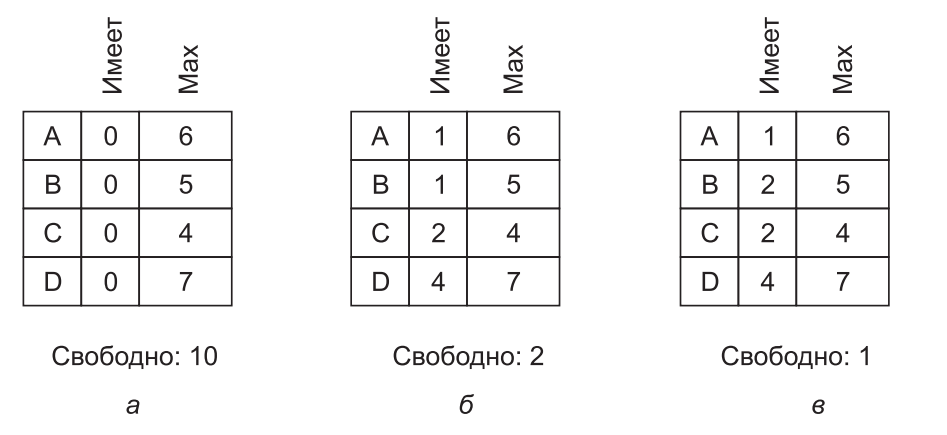 Имеет Max Имеет Max Имеет Max
A 0 6 A 1 6 A 1 6
B 0 5 B 1 5 B 2 5
C 0 4 C 2 4 C 2 4
D 0 7 D 4 7 D 4 7
Свободно: 10 Свободно: 2 Свободно: 1
а б в